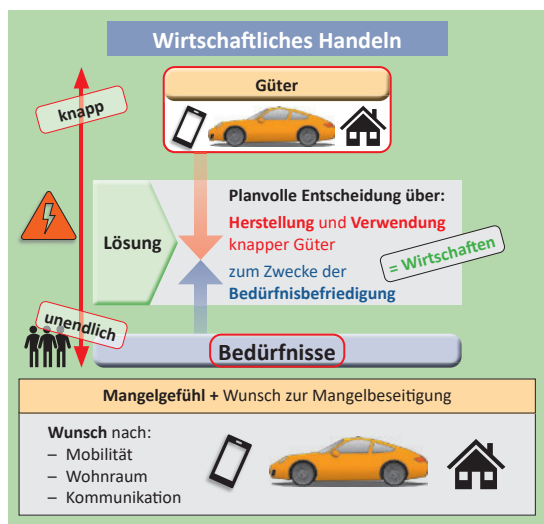 Wirtschaftliches Handeln
Güter
knapp
Planvolle Entscheidung über:
Herstellung und Verwendung
knapper Güter
Lösung
= Wirtschaften
zum Zwecke der
Bedürfnisbefriedigung
unendlich
Bedürfnisse
Mangelgefühl + Wunsch zur Mangelbeseitigung
Wunsch nach:
– Mobilität
– Wohnraum
– Kommunikation